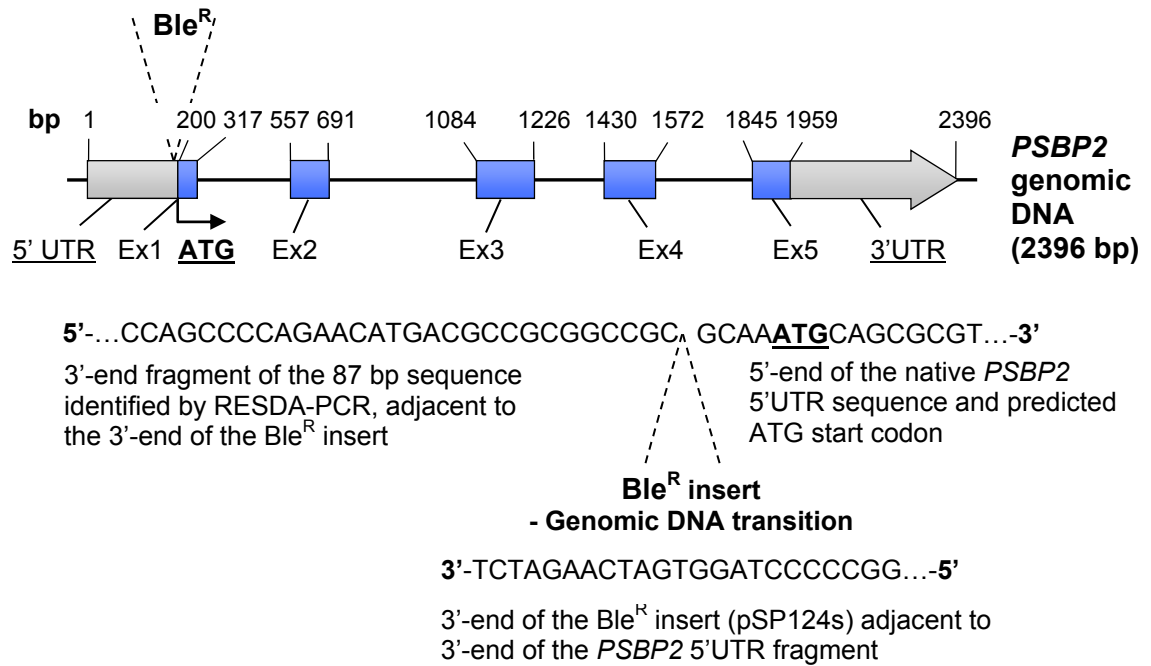 Ble^R
bp 1 200 317 557 691 1084 1226 1430 1572 1845 1959 2396
PSBP2
genomic
DNA
(2396 bp)
5' UTR Ex1 ATG Ex2 Ex3 Ex4 Ex5 3'UTR
5'-…CCAGCCCCAGAACATGACGCCGCGGCCGC GCAAATGCAGCGCGT…-3'
3'-end fragment of the 87 bp sequence
identified by RESDA-PCR, adjacent to
the 3'-end of the Ble^R insert
5'-end of the native PSBP2
5'UTR sequence and predicted
ATG start codon
Ble^R insert
- Genomic DNA transition
3'-TCTAGAACTAGTGGATCCCCCGG…-5'
3'-end of the Ble^R insert (pSP124s) adjacent to
3'-end of the PSBP2 5'UTR fragment